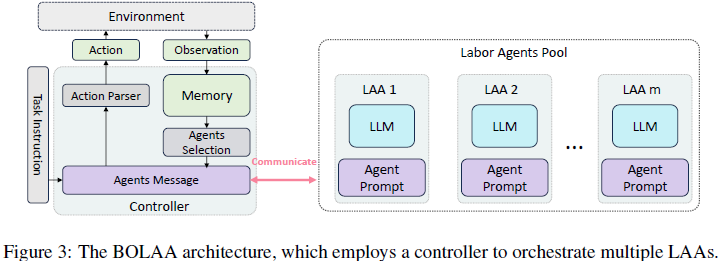 Environment
Action
Observation
Labor Agents Pool
Task Instruction
Action Parser
Memory
Agents
Selection
Agents Message
Controller
Communicate
LAA 1
LLM
Agent
Prompt
LAA 2
LLM
Agent
Prompt
...
LAA m
LLM
Agent
Prompt
Figure 3: The BOLAA architecture, which employs a controller to orchestrate multiple LAAs.